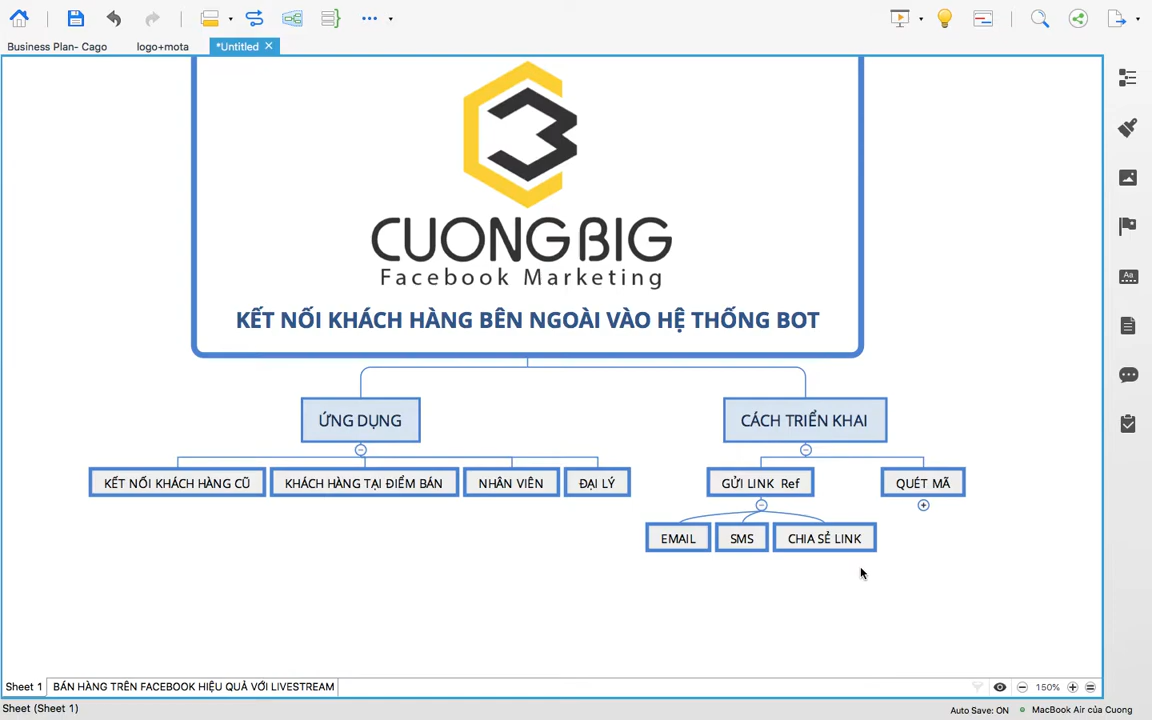 Business Plan- Cago
logo+mota
*Untitled
CUONGBIG
Facebook Marketing
KẾT NỐI KHÁCH HÀNG BÊN NGOÀI VÀO HỆ THỐNG BOT
ỨNG DỤNG
CÁCH TRIỂN KHAI
KẾT NỐI KHÁCH HÀNG CŨ
KHÁCH HÀNG TẠI ĐIỂM BÁN
NHÂN VIÊN
ĐẠI LÝ
GỬI LINK  Ref
QUÉT MÃ
EMAIL
SMS
CHIA SẺ LINK
Aa
Sheet 1
BÁN HÀNG TRÊN FACEBOOK HIỆU QUẢ VỚI LIVESTREAM
150%
Sheet (Sheet 1)
Auto Save: ON
MacBook Air của Cuong